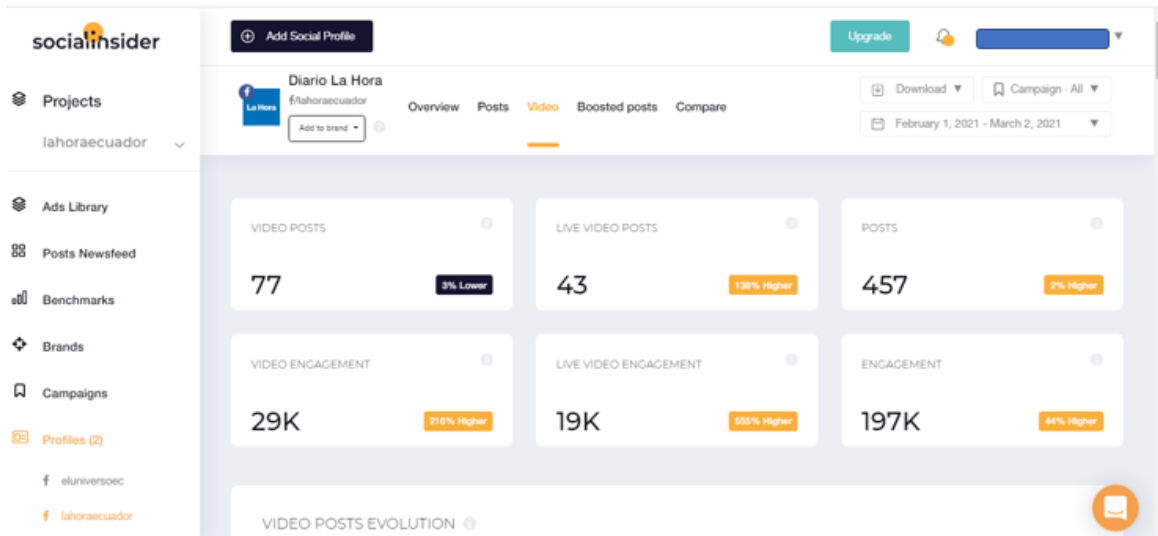 socialinsider
Add Social Profile
Upgrade
Projects
lahoraecuador
La Hora
Diario La Hora
f/lahoraecuador
Add to brand
Overview Posts Video Boosted posts Compare
Download
Campaign - All
February 1, 2021 - March 2, 2021
Ads Library
Posts Newsfeed
Benchmarks
Brands
Campaigns
Profiles (2)
eluniversoec
lahoraecuador
VIDEO POSTS
77
3% Lower
LIVE VIDEO POSTS
43
138% Higher
POSTS
457
2% Higher
VIDEO ENGAGEMENT
29K
216% Higher
LIVE VIDEO ENGAGEMENT
19K
555% Higher
ENGAGEMENT
197K
44% Higher
VIDEO POSTS EVOLUTION